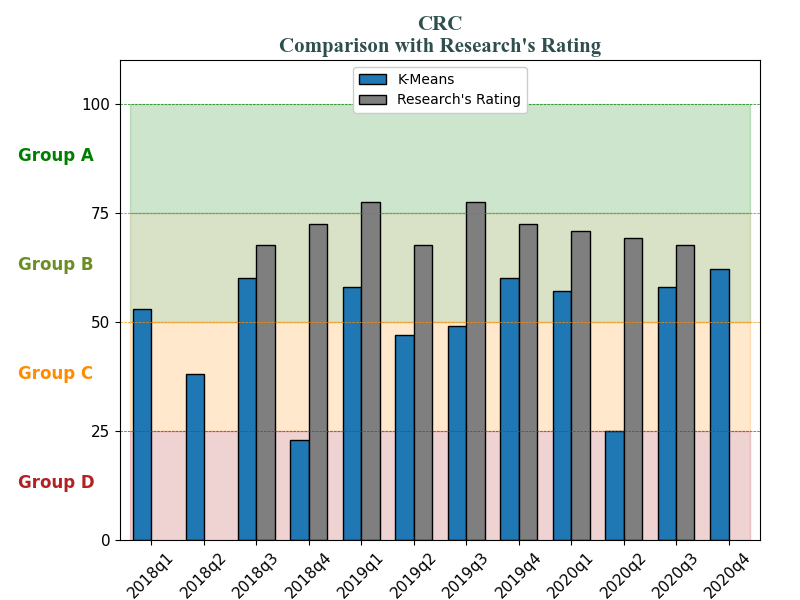 CRC
Comparison with Research's Rating
K-Means
Research's Rating
100
Group A
75
Group B
50
Group C
25
Group D
0
2018q1 2018q2 2018q3 2018q4 2019q1 2019q2 2019q3 2019q4 2020q1 2020q2 2020q3 2020q4